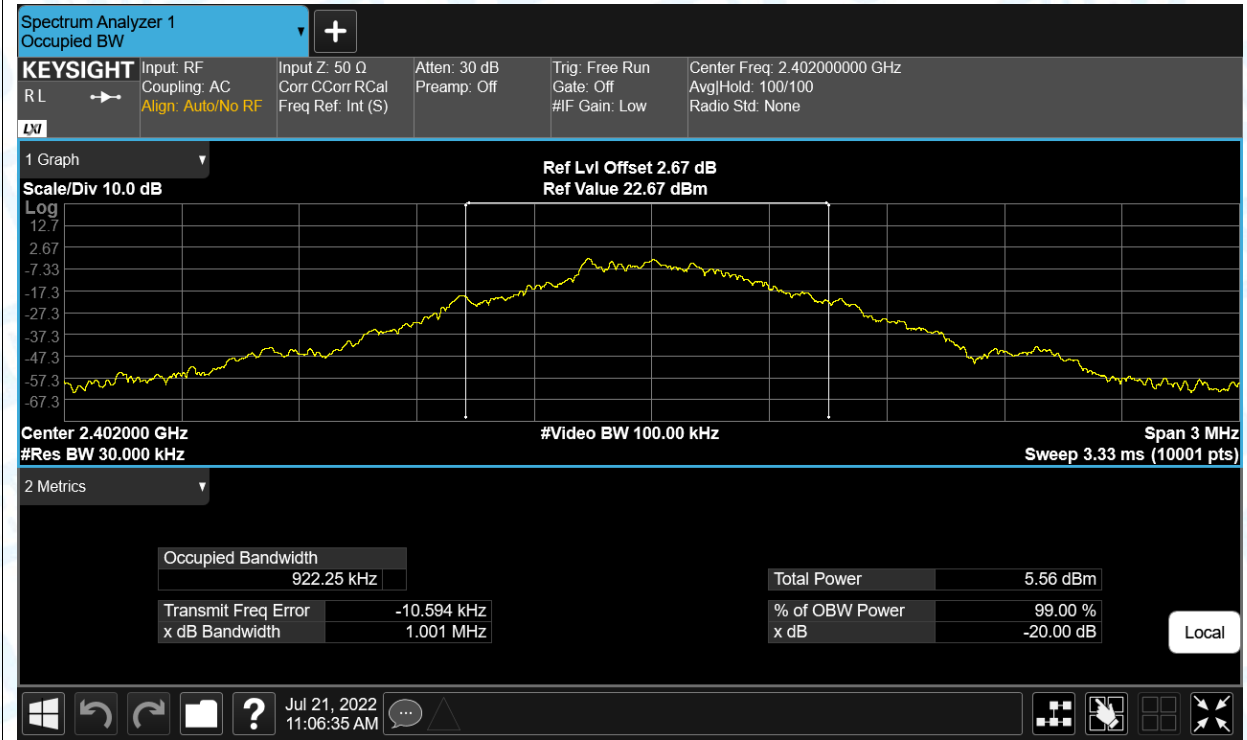 Spectrum Analyzer 1
Occupied BW
KEYSIGHT
R L
LXI
Input: RF
Coupling: AC
Align: Auto/No RF
Input Z: 50 Ω
Corr CCorr RCal
Freq Ref: Int (S)
Atten: 30 dB
Preamp: Off
Trig: Free Run
Gate: Off
#IF Gain: Low
Center Freq: 2.402000000 GHz
Avg|Hold: 100/100
Radio Std: None
1 Graph
Scale/Div 10.0 dB
Ref Lvl Offset 2.67 dB
Ref Value 22.67 dBm
Log
12.7
2.67
-7.33
-17.3
-27.3
-37.3
-47.3
-57.3
-67.3
Center 2.402000 GHz
#Res BW 30.000 kHz
#Video BW 100.00 kHz
Span 3 MHz
Sweep 3.33 ms (10001 pts)
2 Metrics
Occupied Bandwidth
922.25 kHz
Transmit Freq Error -10.594 kHz
x dB Bandwidth 1.001 MHz
Total Power 5.56 dBm
% of OBW Power 99.00 %
x dB -20.00 dB
Local
?
Jul 21, 2022
11:06:35 AM